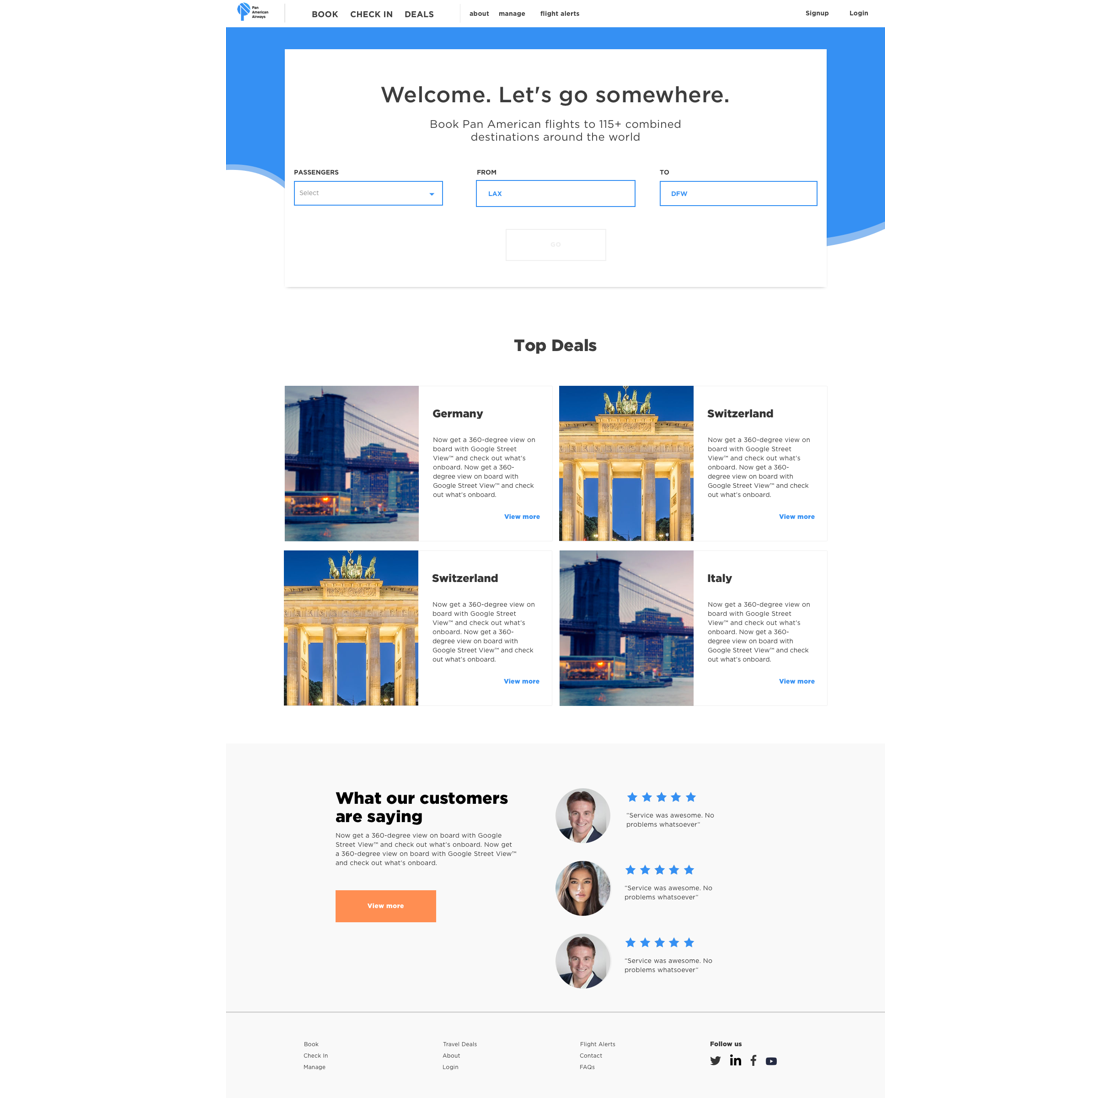 Pan
American
Airways
BOOK CHECK IN DEALS about manage flight alerts Signup Login
Welcome. Let's go somewhere.
Book Pan American flights to 115+ combined
destinations around the world
PASSENGERS FROM TO
Select LAX DFW
Top Deals
Germany
Now get a 360-degree view on
board with Google Street
View™ and check out what's
onboard. Now get a 360-
degree view on board with
Google Street View™ and check
out what's onboard.
View more
Switzerland
Now get a 360-degree view on
board with Google Street
View™ and check out what's
onboard. Now get a 360-
degree view on board with
Google Street View™ and check
out what's onboard.
View more
Switzerland
Now get a 360-degree view on
board with Google Street
View™ and check out what's
onboard. Now get a 360-
degree view on board with
Google Street View™ and check
out what's onboard.
View more
Italy
Now get a 360-degree view on
board with Google Street
View™ and check out what's
onboard. Now get a 360-
degree view on board with
Google Street View™ and check
out what's onboard.
View more
What our customers
are saying
Now get a 360-degree view on board with Google
Street View™ and check out what's onboard. Now get
a 360-degree view on board with Google Street View™
and check out what's onboard.
View more
"Service was awesome. No
problems whatsoever"
"Service was awesome. No
problems whatsoever"
"Service was awesome. No
problems whatsoever"
Book
Check In
Manage
Travel Deals
About
Login
Flight Alerts
Contact
FAQs
Follow us